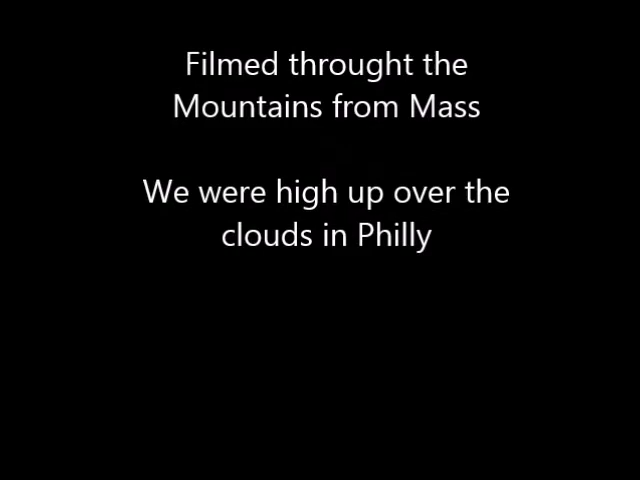 Filmed throught the
Mountains from Mass
We were high up over the
clouds in Philly